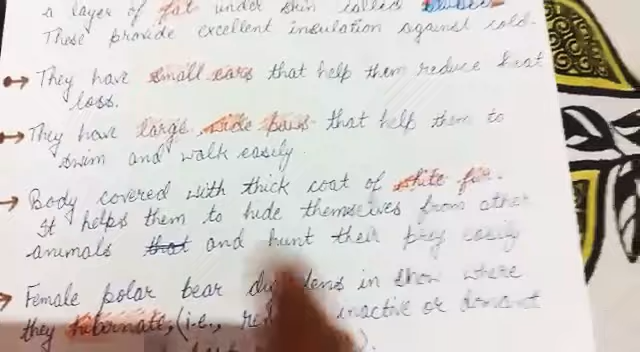 a layer of fat under skin called
These provide excellent insulation against cold.
They have small ears that help them reduce heat
loss.
They have large, wide paws that help them to
swim and walk easily.
Body covered with thick coat of white fur.
It helps them to hide themselves from other
animals that and hunt their prey easily
Female polar bear dens in snow where
they hibernate, (i.e., inactive or